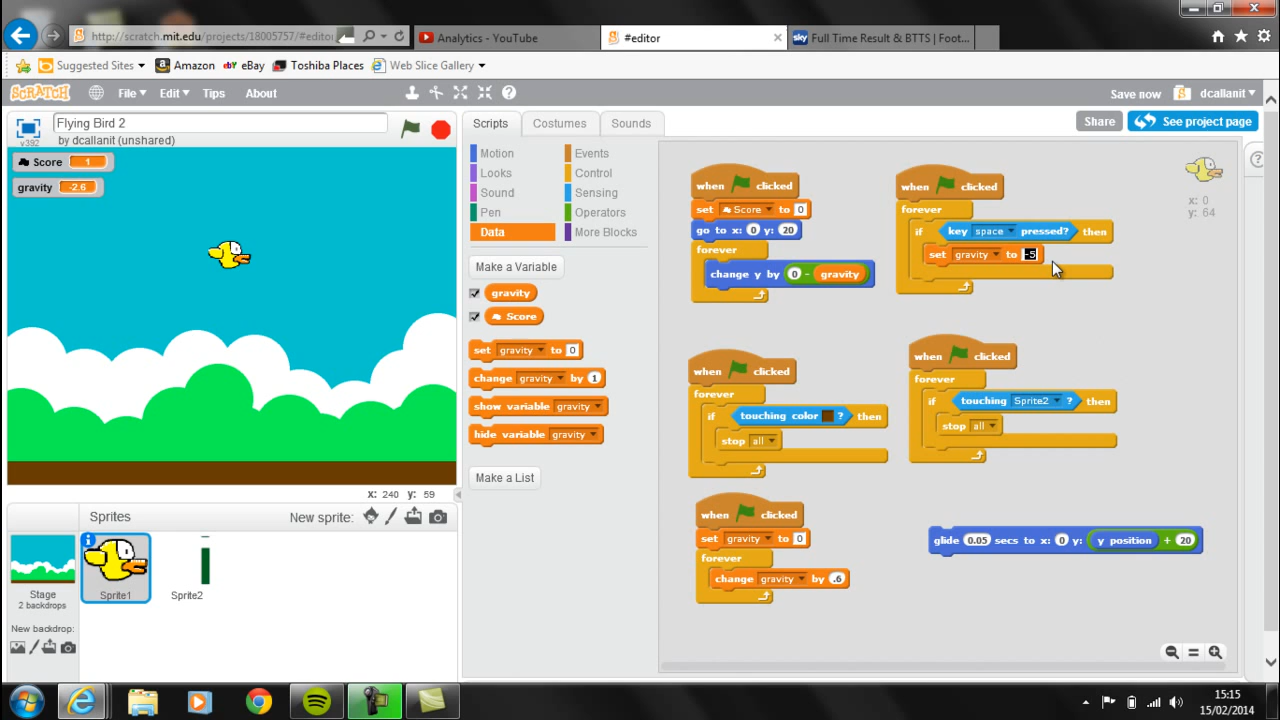 http://scratch.mit.edu/projects/18005757/#editor
Analytics - YouTube
#editor
sky Full Time Result & BTTS | Foot...
Suggested Sites
Amazon
ebY eBay
Toshiba Places
Web Slice Gallery
SCRATCH
File
Edit
Tips
About
Save now
dcallanit
Flying Bird 2
by dcallanit (unshared)
v392
Scripts
Costumes
Sounds
Share
See project page
Score 1
gravity -2.6
Motion
Looks
Sound
Pen
Data
Events
Control
Sensing
Operators
More Blocks
Make a Variable
gravity
Score
set gravity to 0
change gravity by 1
show variable gravity
hide variable gravity
Make a List
when clicked
set Score to 0
go to x: 0 y: 20
forever
change y by 0 - gravity
when clicked
forever
if key space pressed? then
set gravity to -5
x: 0
y: 64
when clicked
forever
if touching color ? then
stop all
when clicked
forever
if touching Sprite2 ? then
stop all
when clicked
set gravity to 0
forever
change gravity by .6
glide 0.05 secs to x: 0 y: y position + 20
x: 240 y: 59
Sprites
New sprite:
Stage
2 backdrops
New backdrop:
Sprite1
Sprite2
15:15
15/02/2014